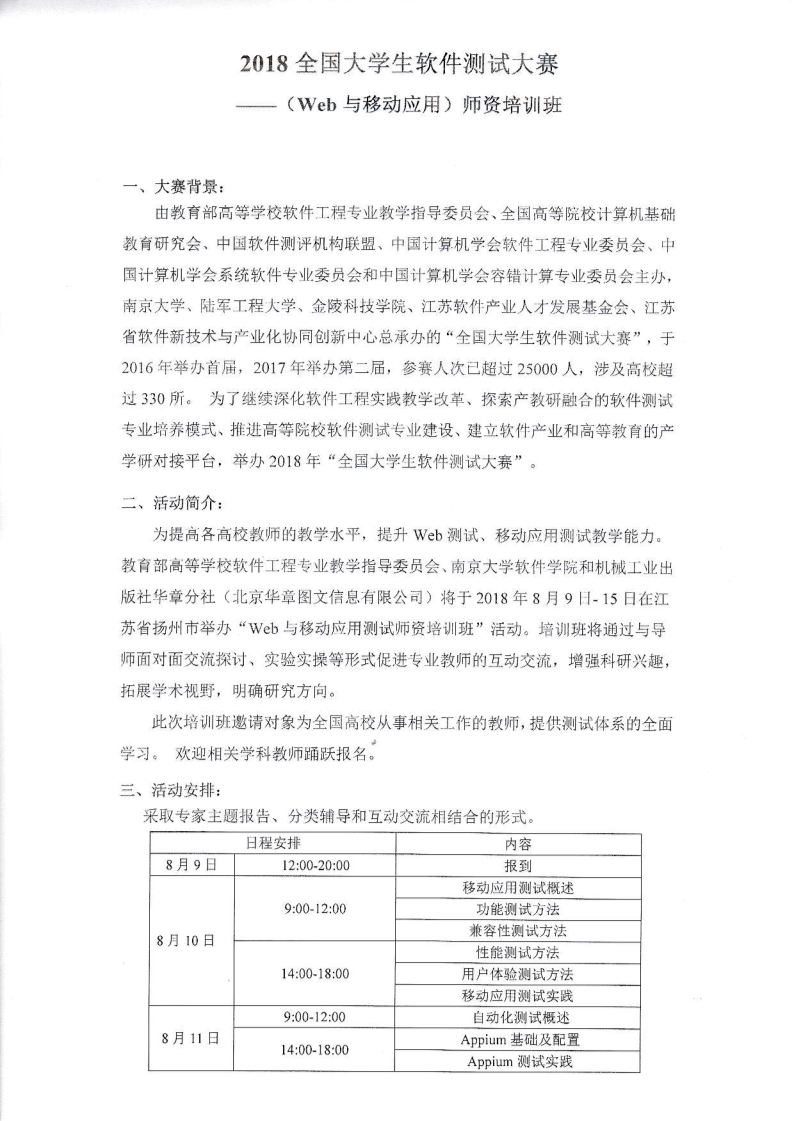 2018 全国大学生软件测试大赛
——（Web 与移动应用）师资培训班
一、大赛背景：
由教育部高等学校软件工程专业教学指导委员会、全国高等院校计算机基础
教育研究会、中国软件测评机构联盟、中国计算机学会软件工程专业委员会、中
国计算机学会系统软件专业委员会和中国计算机学会容错计算专业委员会主办，
南京大学、陆军工程大学、金陵科技学院、江苏软件产业人才发展基金会、江苏
省软件新技术与产业化协同创新中心总承办的“全国大学生软件测试大赛”，于
2016 年举办首届，2017 年举办第二届，参赛人次已超过 25000 人，涉及高校超
过 330 所。 为了继续深化软件工程实践教学改革、探索产教研融合的软件测试
专业培养模式、推进高等院校软件测试专业建设、建立软件产业和高等教育的产
学研对接平台，举办 2018 年“全国大学生软件测试大赛”。
二、活动简介：
为提高各高校教师的教学水平，提升 Web 测试、移动应用测试教学能力。
教育部高等学校软件工程专业教学指导委员会、南京大学软件学院和机械工业出
版社华章分社（北京华章图文信息有限公司）将于 2018 年 8 月 9 日- 15 日在江
苏省扬州市举办“Web 与移动应用测试师资培训班”活动。培训班将通过与导
师面对面交流探讨、实验实操等形式促进专业教师的互动交流，增强科研兴趣，
拓展学术视野，明确研究方向。
此次培训班邀请对象为全国高校从事相关工作的教师，提供测试体系的全面
学习。 欢迎相关学科教师踊跃报名。
三、活动安排：
采取专家主题报告、分类辅导和互动交流相结合的形式。
日程安排 内容
8 月 9 日 12:00-20:00 报到
8 月 10 日 9:00-12:00 移动应用测试概述
功能测试方法
兼容性测试方法
14:00-18:00 性能测试方法
用户体验测试方法
移动应用测试实践
8 月 11 日 9:00-12:00 自动化测试概述
14:00-18:00 Appium 基础及配置
Appium 测试实践